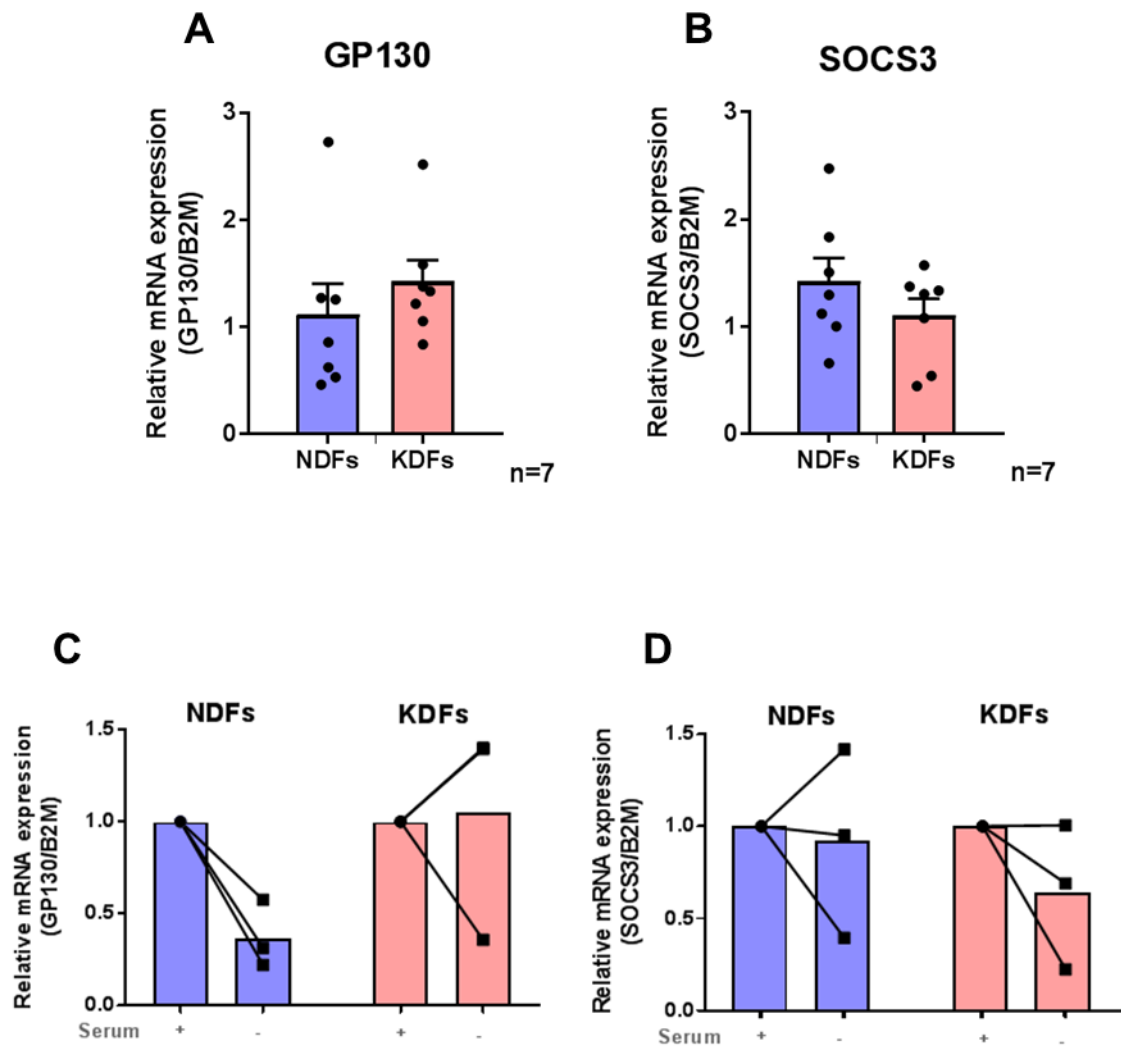 A
GP130
Relative mRNA expression
(GP130/B2M)
3
2
1
0
NDFs KDFs
n=7
B
SOCS3
Relative mRNA expression
(SOCS3/B2M)
3
2
1
0
NDFs KDFs
n=7
C
NDFs KDFs
Relative mRNA expression
(GP130/B2M)
1.5
1.0
0.5
0.0
Serum + - + -
D
NDFs KDFs
Relative mRNA expression
(SOCS3/B2M)
1.5
1.0
0.5
0.0
Serum + - + -